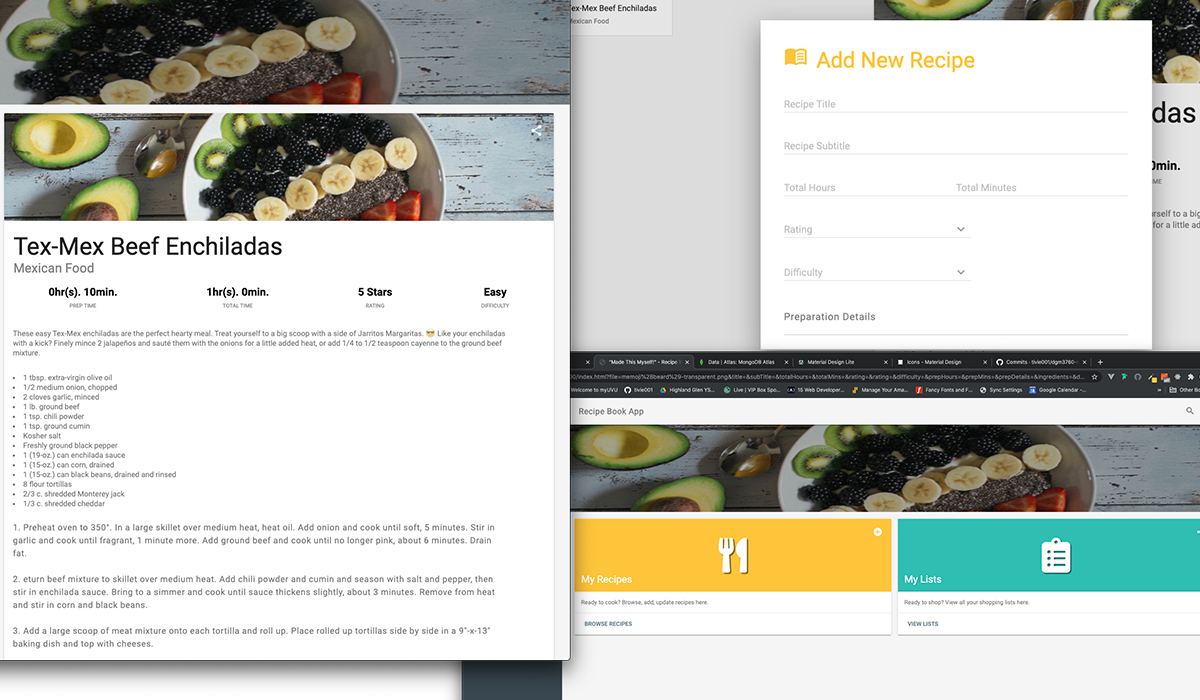 Tex-Mex Beef Enchiladas
Mexican Food
0hr(s). 10min.
PREP TIME
1hr(s). 0min.
TOTAL TIME
5 Stars
RATING
Easy
DIFFICULTY
These easy Tex-Mex enchiladas are the perfect hearty meal. Treat yourself to a big scoop with a side of Jarritos Margaritas. 😎 Like your enchiladas
with a kick? Finely mince 2 jalapeños and sauté them with the onions for a little added heat, or add 1/4 to 1/2 teaspoon cayenne to the ground beef
mixture.
• 1 tbsp. extra-virgin olive oil
• 1/2 medium onion, chopped
• 2 cloves garlic, minced
• 1 lb. ground beef
• 1 tsp. chili powder
• 1 tsp. ground cumin
• Kosher salt
• Freshly ground black pepper
• 1 (19-oz.) can enchilada sauce
• 1 (15-oz.) can corn, drained
• 1 (15-oz.) can black beans, drained and rinsed
• 8 flour tortillas
• 2/3 c. shredded Monterey jack
• 1/3 c. shredded cheddar
1. Preheat oven to 350°. In a large skillet over medium heat, heat oil. Add onion and cook until soft, 5 minutes. Stir in
garlic and cook until fragrant, 1 minute more. Add ground beef and cook until no longer pink, about 6 minutes. Drain
fat.
2. eturn beef mixture to skillet over medium heat. Add chili powder and cumin and season with salt and pepper, then
stir in enchilada sauce. Bring to a simmer and cook until sauce thickens slightly, about 3 minutes. Remove from heat
and stir in corn and black beans.
3. Add a large scoop of meat mixture onto each tortilla and roll up. Place rolled up tortillas side by side in a 9"-x-13"
baking dish and top with cheeses.
ex-Mex Beef Enchiladas
exican Food
Add New Recipe
Recipe Title
Recipe Subtitle
Total Hours
Total Minutes
Rating
Difficulty
Preparation Details
das
0min.
ME
urself to a big
for a little ad
"Made This Myself!" - Recipe
Data | Atlas: MongoDB Atlas
Material Design Lite
Icons - Material Design
Commits · tivie001/dgm3760-
00/index.html?file=memoji%28beard%29-transparent.png&title=&subTitle=&totalHours=&totalMins=&rating=&rating=&difficulty=&prepHours=&prepMins=&prepDetails=&ingredients=&d...
Welcome to myUVU
tivie001
Highland Glen YS...
Live | VIP Box Spo...
15 Web Developer...
Manage Your Ama...
Fancy Fonts and F...
Sync Settings
Google Calendar -...
Other Bo
Recipe Book App
My Recipes
Ready to cook? Browse, add, update recipes here.
BROWSE RECIPES
My Lists
Ready to shop? View all your shopping lists here.
VIEW LISTS